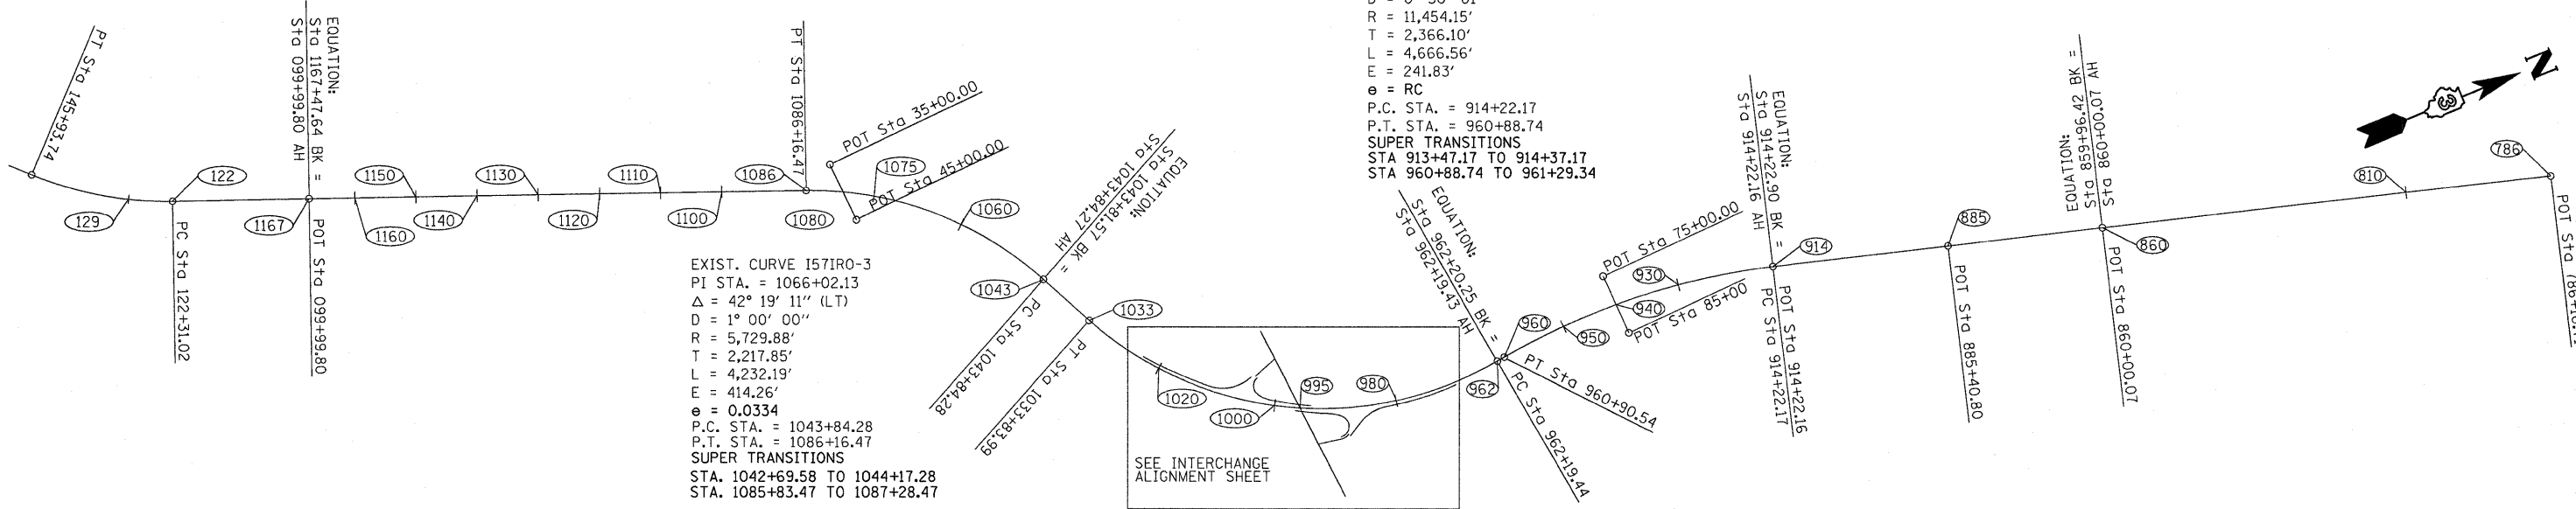 PT Sta 145+93.74
129
122
PC Sta 122+31.02
EQUATION:
Sta 1167+47.64 BK =
Sta 099+99.80 AH
1167
POT Sta 099+99.80
1160
1150
1140
1130
1120
1110
1100
1086
PT Sta 1086+16.47
1080
POT Sta 35+00.00
1075
POT Sta 45+00.00
1060
EQUATION:
Sta 1043+81.57 BK =
Sta 1043+84.27 AH
1043
PC Sta 1043+84.28
1033
PT Sta 1033+83.99
EXIST. CURVE I57IRO-3
PI STA. = 1066+02.13
Δ = 42° 19' 11" (LT)
D = 1° 00' 00"
R = 5,729.88'
T = 2,217.85'
L = 4,232.19'
E = 414.26'
e = 0.0334
P.C. STA. = 1043+84.28
P.T. STA. = 1086+16.47
SUPER TRANSITIONS
STA. 1042+69.58 TO 1044+17.28
STA. 1085+83.47 TO 1087+28.47
1020
1000
995
980
SEE INTERCHANGE
ALIGNMENT SHEET
R = 11,454.15'
T = 2,366.10'
L = 4,666.56'
E = 241.83'
e = RC
P.C. STA. = 914+22.17
P.T. STA. = 960+88.74
SUPER TRANSITIONS
STA 913+47.17 TO 914+37.17
STA 960+88.74 TO 961+29.34
EQUATION:
Sta 962+20.25 BK =
Sta 962+19.43 AH
962
960
PT Sta 960+90.54
PC Sta 962+19.44
950
940
930
POT Sta 75+00.00
POT Sta 85+00
EQUATION:
Sta 914+22.90 BK =
Sta 914+22.16 AH
914
POT Sta 914+22.16
PC Sta 914+22.17
885
POT Sta 885+40.80
EQUATION:
Sta 859+96.42 BK =
Sta 860+00.07 AH
860
POT Sta 860+00.07
810
786
POT Sta
3
N